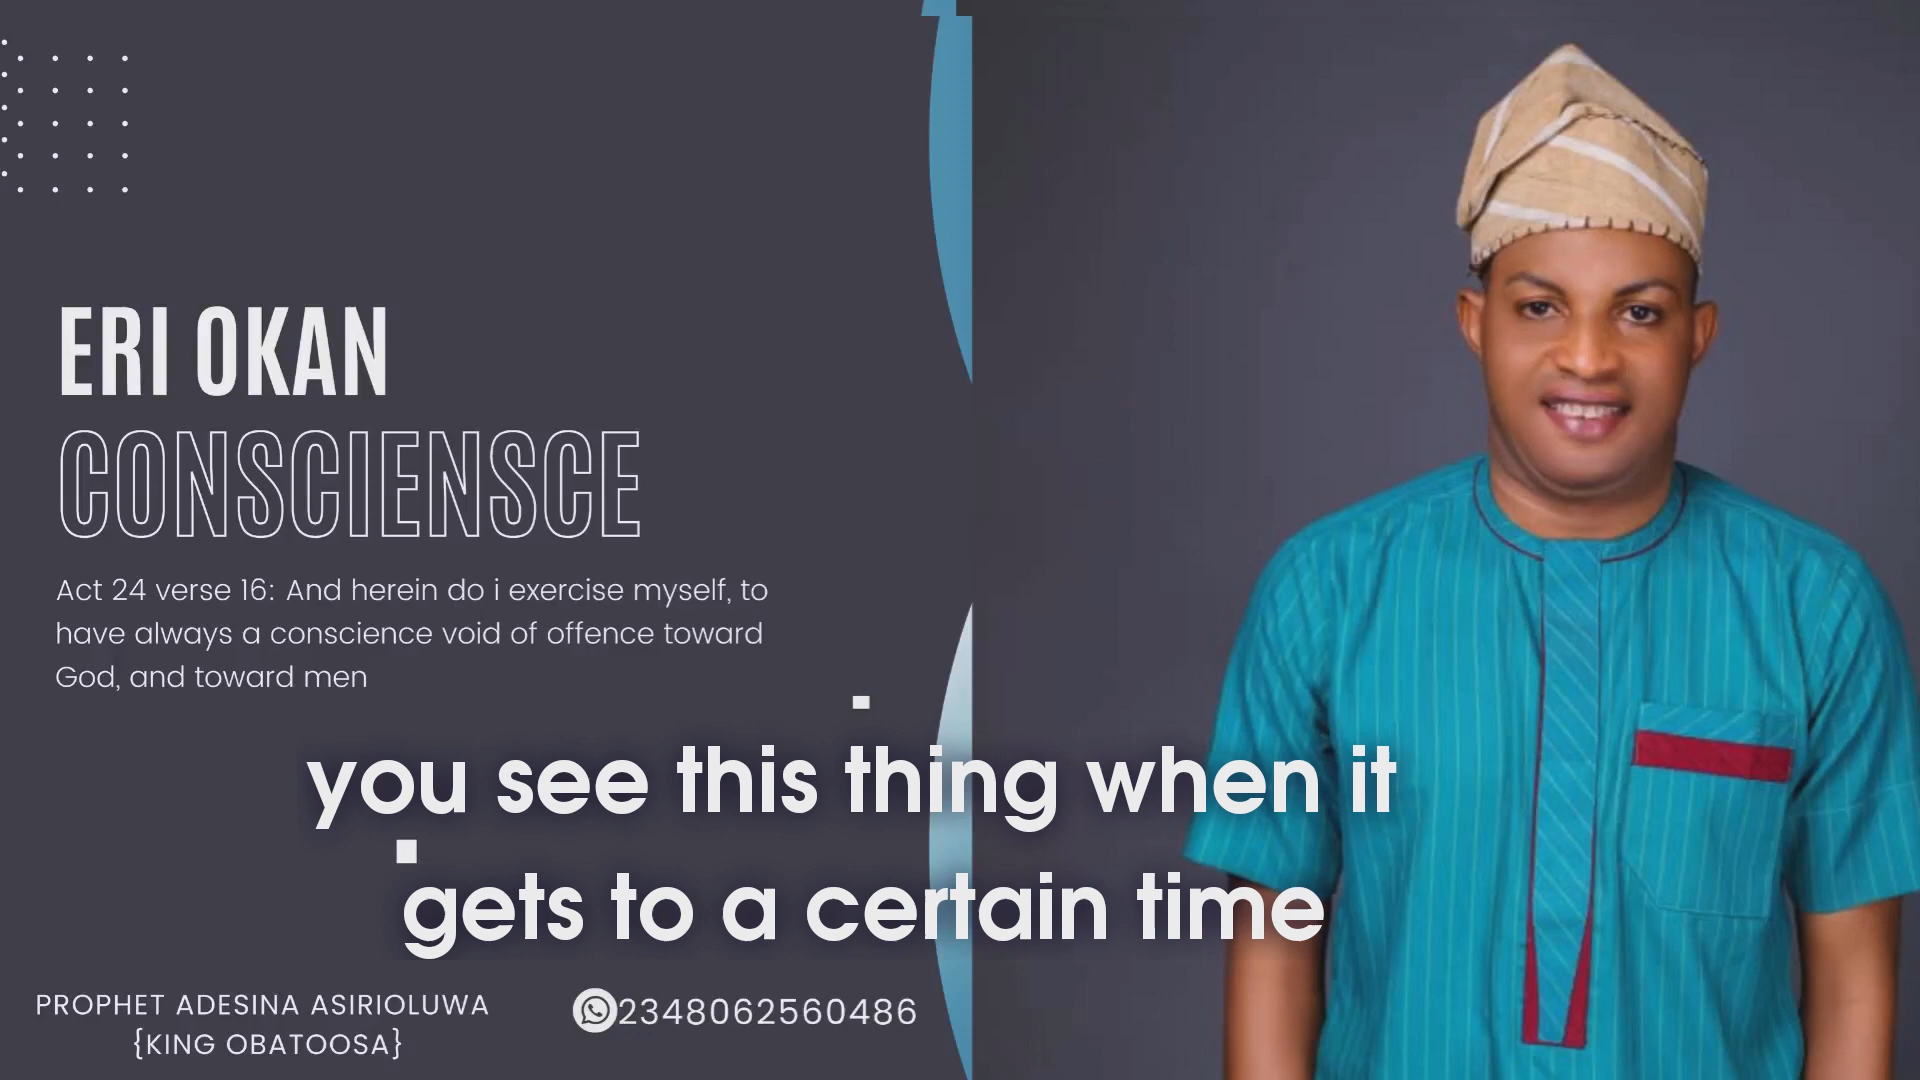 ERI OKAN
CONSCIENSCE
Act 24 verse 16: And herein do i exercise myself, to
have always a conscience void of offence toward
God, and toward men
you see this thing when it
gets to a certain time
PROPHET ADESINA ASIRIOLUWA
{KING OBATOOSA}
2348062560486